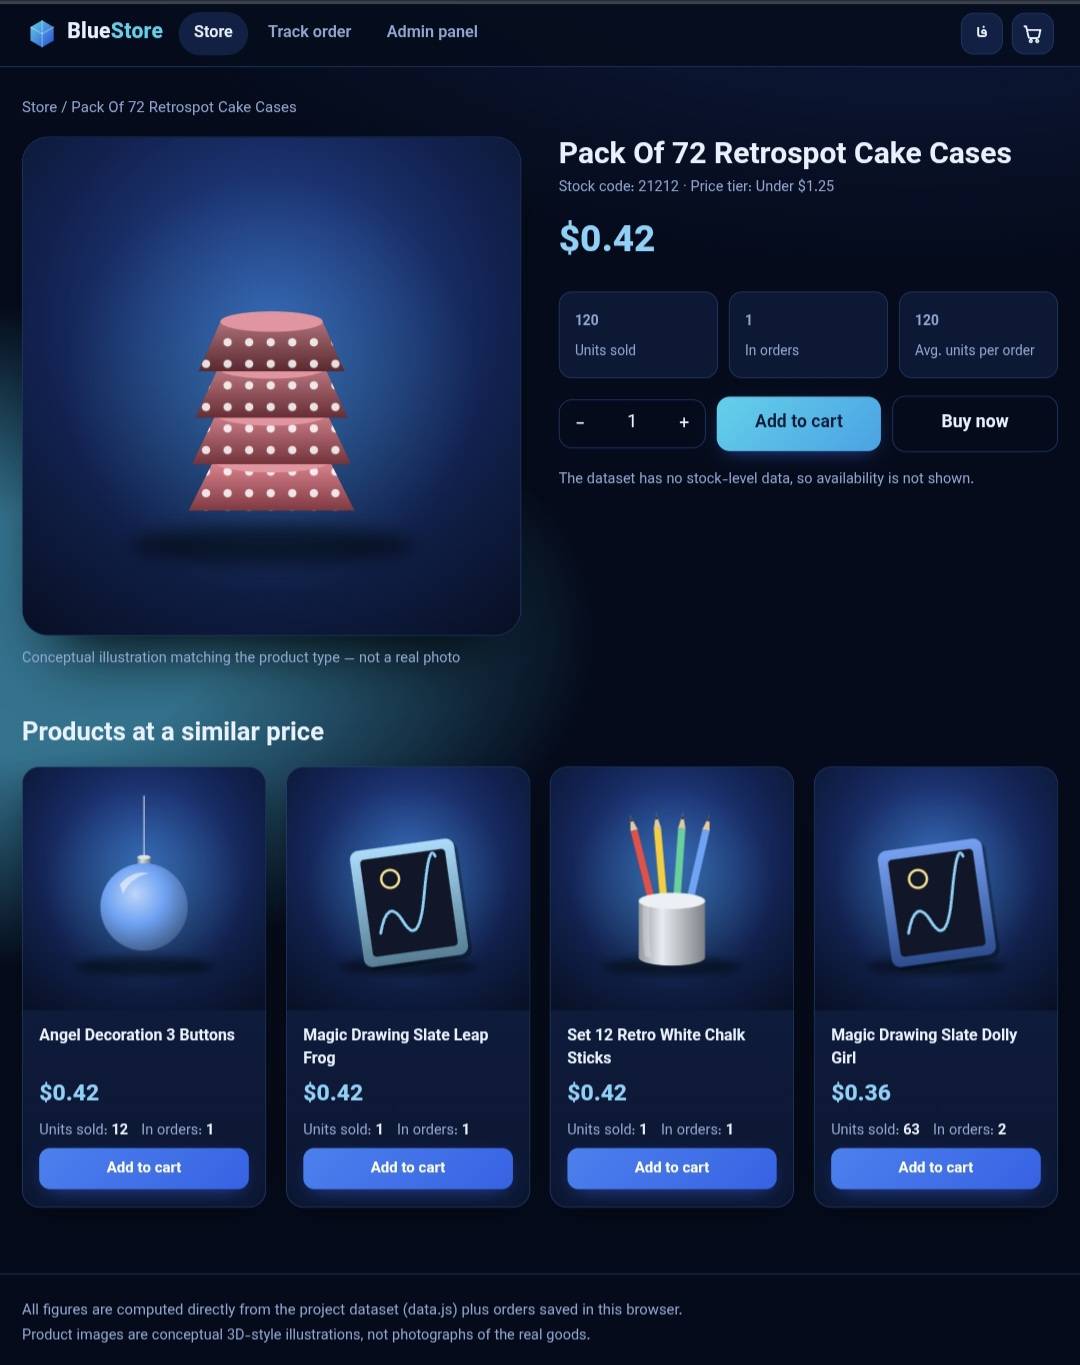 BlueStore
Store
Track order
Admin panel
فا
Store / Pack Of 72 Retrospot Cake Cases
Pack Of 72 Retrospot Cake Cases
Stock code: 21212 · Price tier: Under $1.25
$0.42
120
Units sold
1
In orders
120
Avg. units per order
− 1 +
Add to cart
Buy now
The dataset has no stock-level data, so availability is not shown.
Conceptual illustration matching the product type — not a real photo
Products at a similar price
Angel Decoration 3 Buttons
$0.42
Units sold: 12 In orders: 1
Add to cart
Magic Drawing Slate Leap
Frog
$0.42
Units sold: 1 In orders: 1
Add to cart
Set 12 Retro White Chalk
Sticks
$0.42
Units sold: 1 In orders: 1
Add to cart
Magic Drawing Slate Dolly
Girl
$0.36
Units sold: 63 In orders: 2
Add to cart
All figures are computed directly from the project dataset (data.js) plus orders saved in this browser.
Product images are conceptual 3D-style illustrations, not photographs of the real goods.